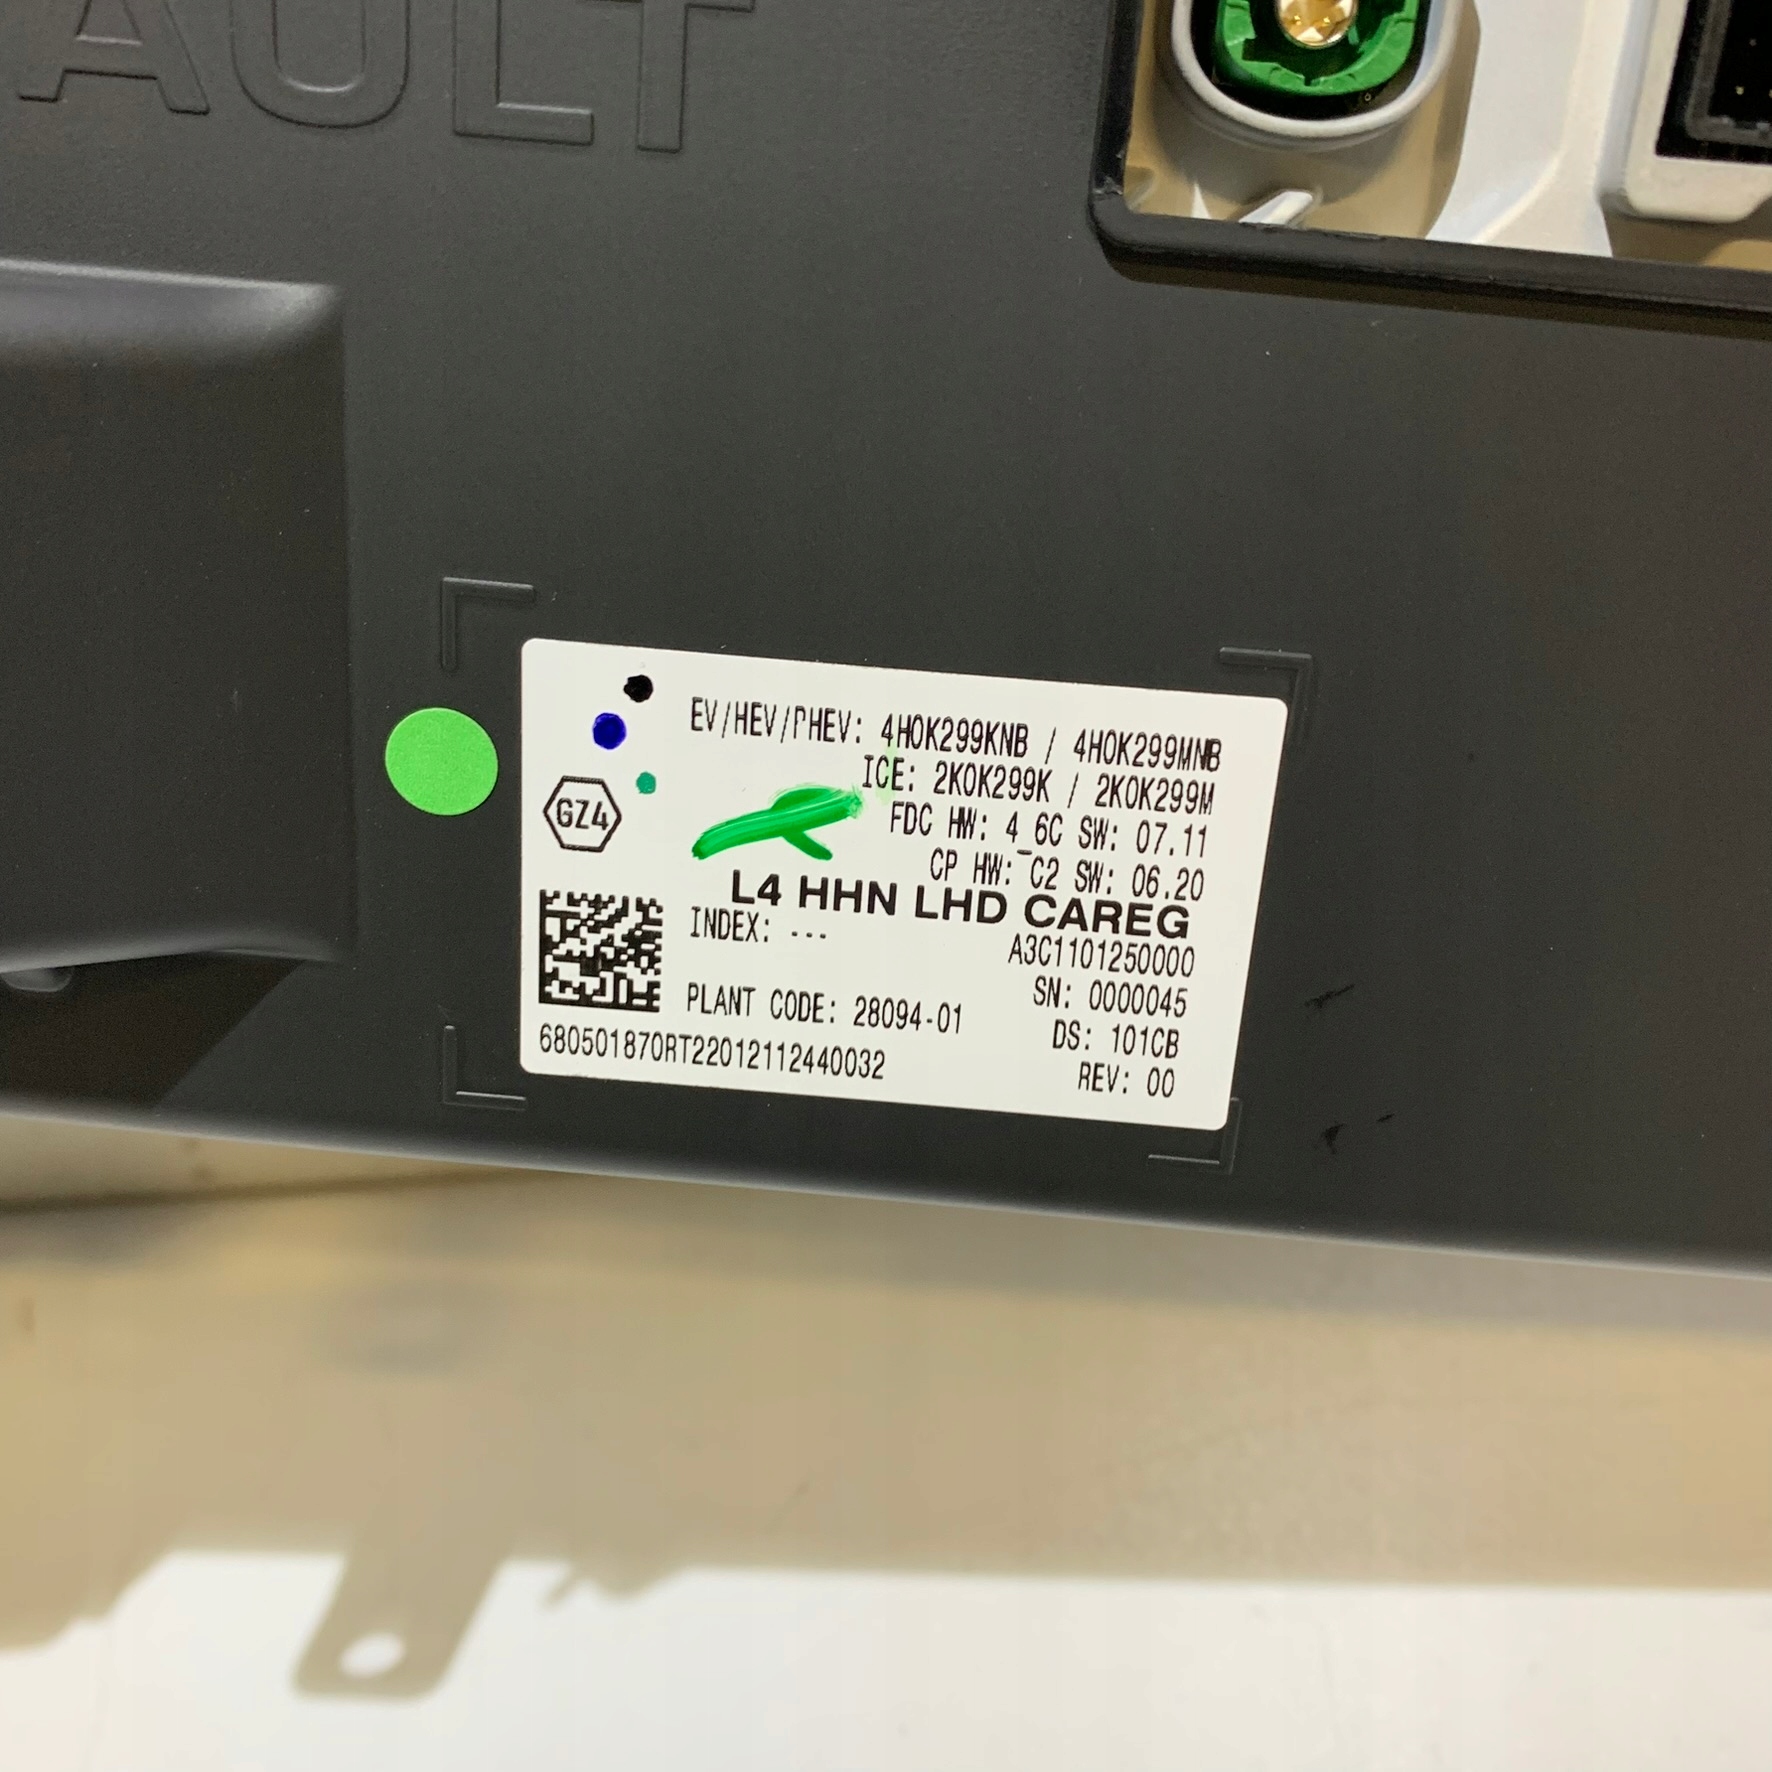 AULT
EV/HEV/PHEV: 4H0K299KNB / 4H0K299MNB
ICE: 2K0K299K / 2K0K299M
FDC HW: 4_6C SW: 07.11
CP HW: C2 SW: 06.20
GZ4
L4 HHN LHD CAREG
INDEX: ---
A3C1101250000
SN: 0000045
PLANT CODE: 28094-01
DS: 101CB
680501870RT22012112440032
REV: 00